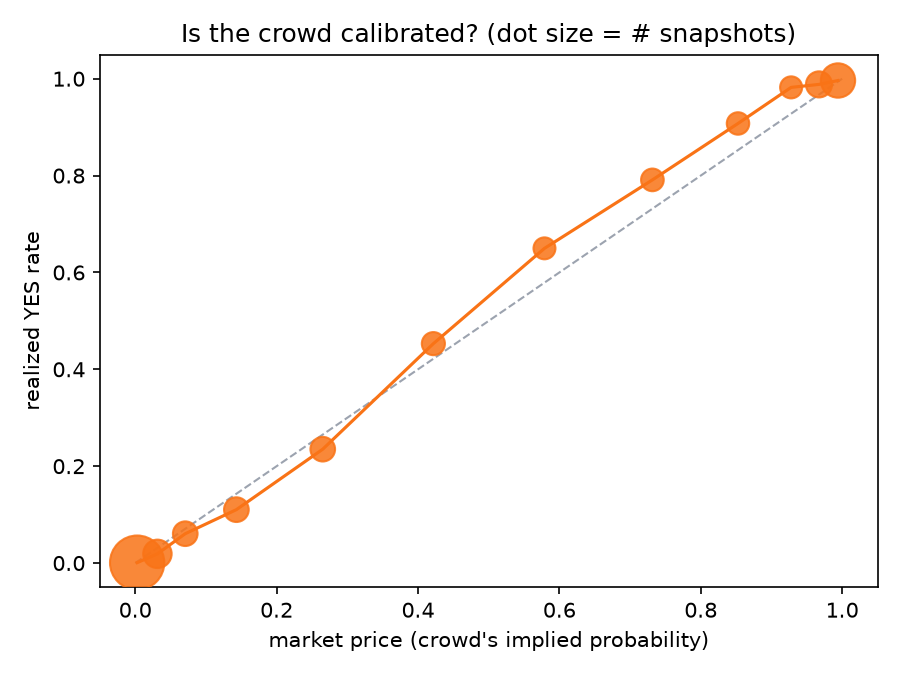 Is the crowd calibrated? (dot size = # snapshots)
realized YES rate
1.0
0.8
0.6
0.4
0.2
0.0
0.0 0.2 0.4 0.6 0.8 1.0
market price (crowd's implied probability)